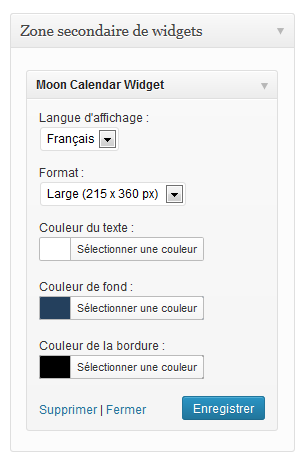 Zone secondaire de widgets
Moon Calendar Widget
Langue d'affichage :
Français
Format :
Large (215 x 360 px)
Couleur du texte :
Sélectionner une couleur
Couleur de fond :
Sélectionner une couleur
Couleur de la bordure :
Sélectionner une couleur
Supprimer | Fermer Enregistrer